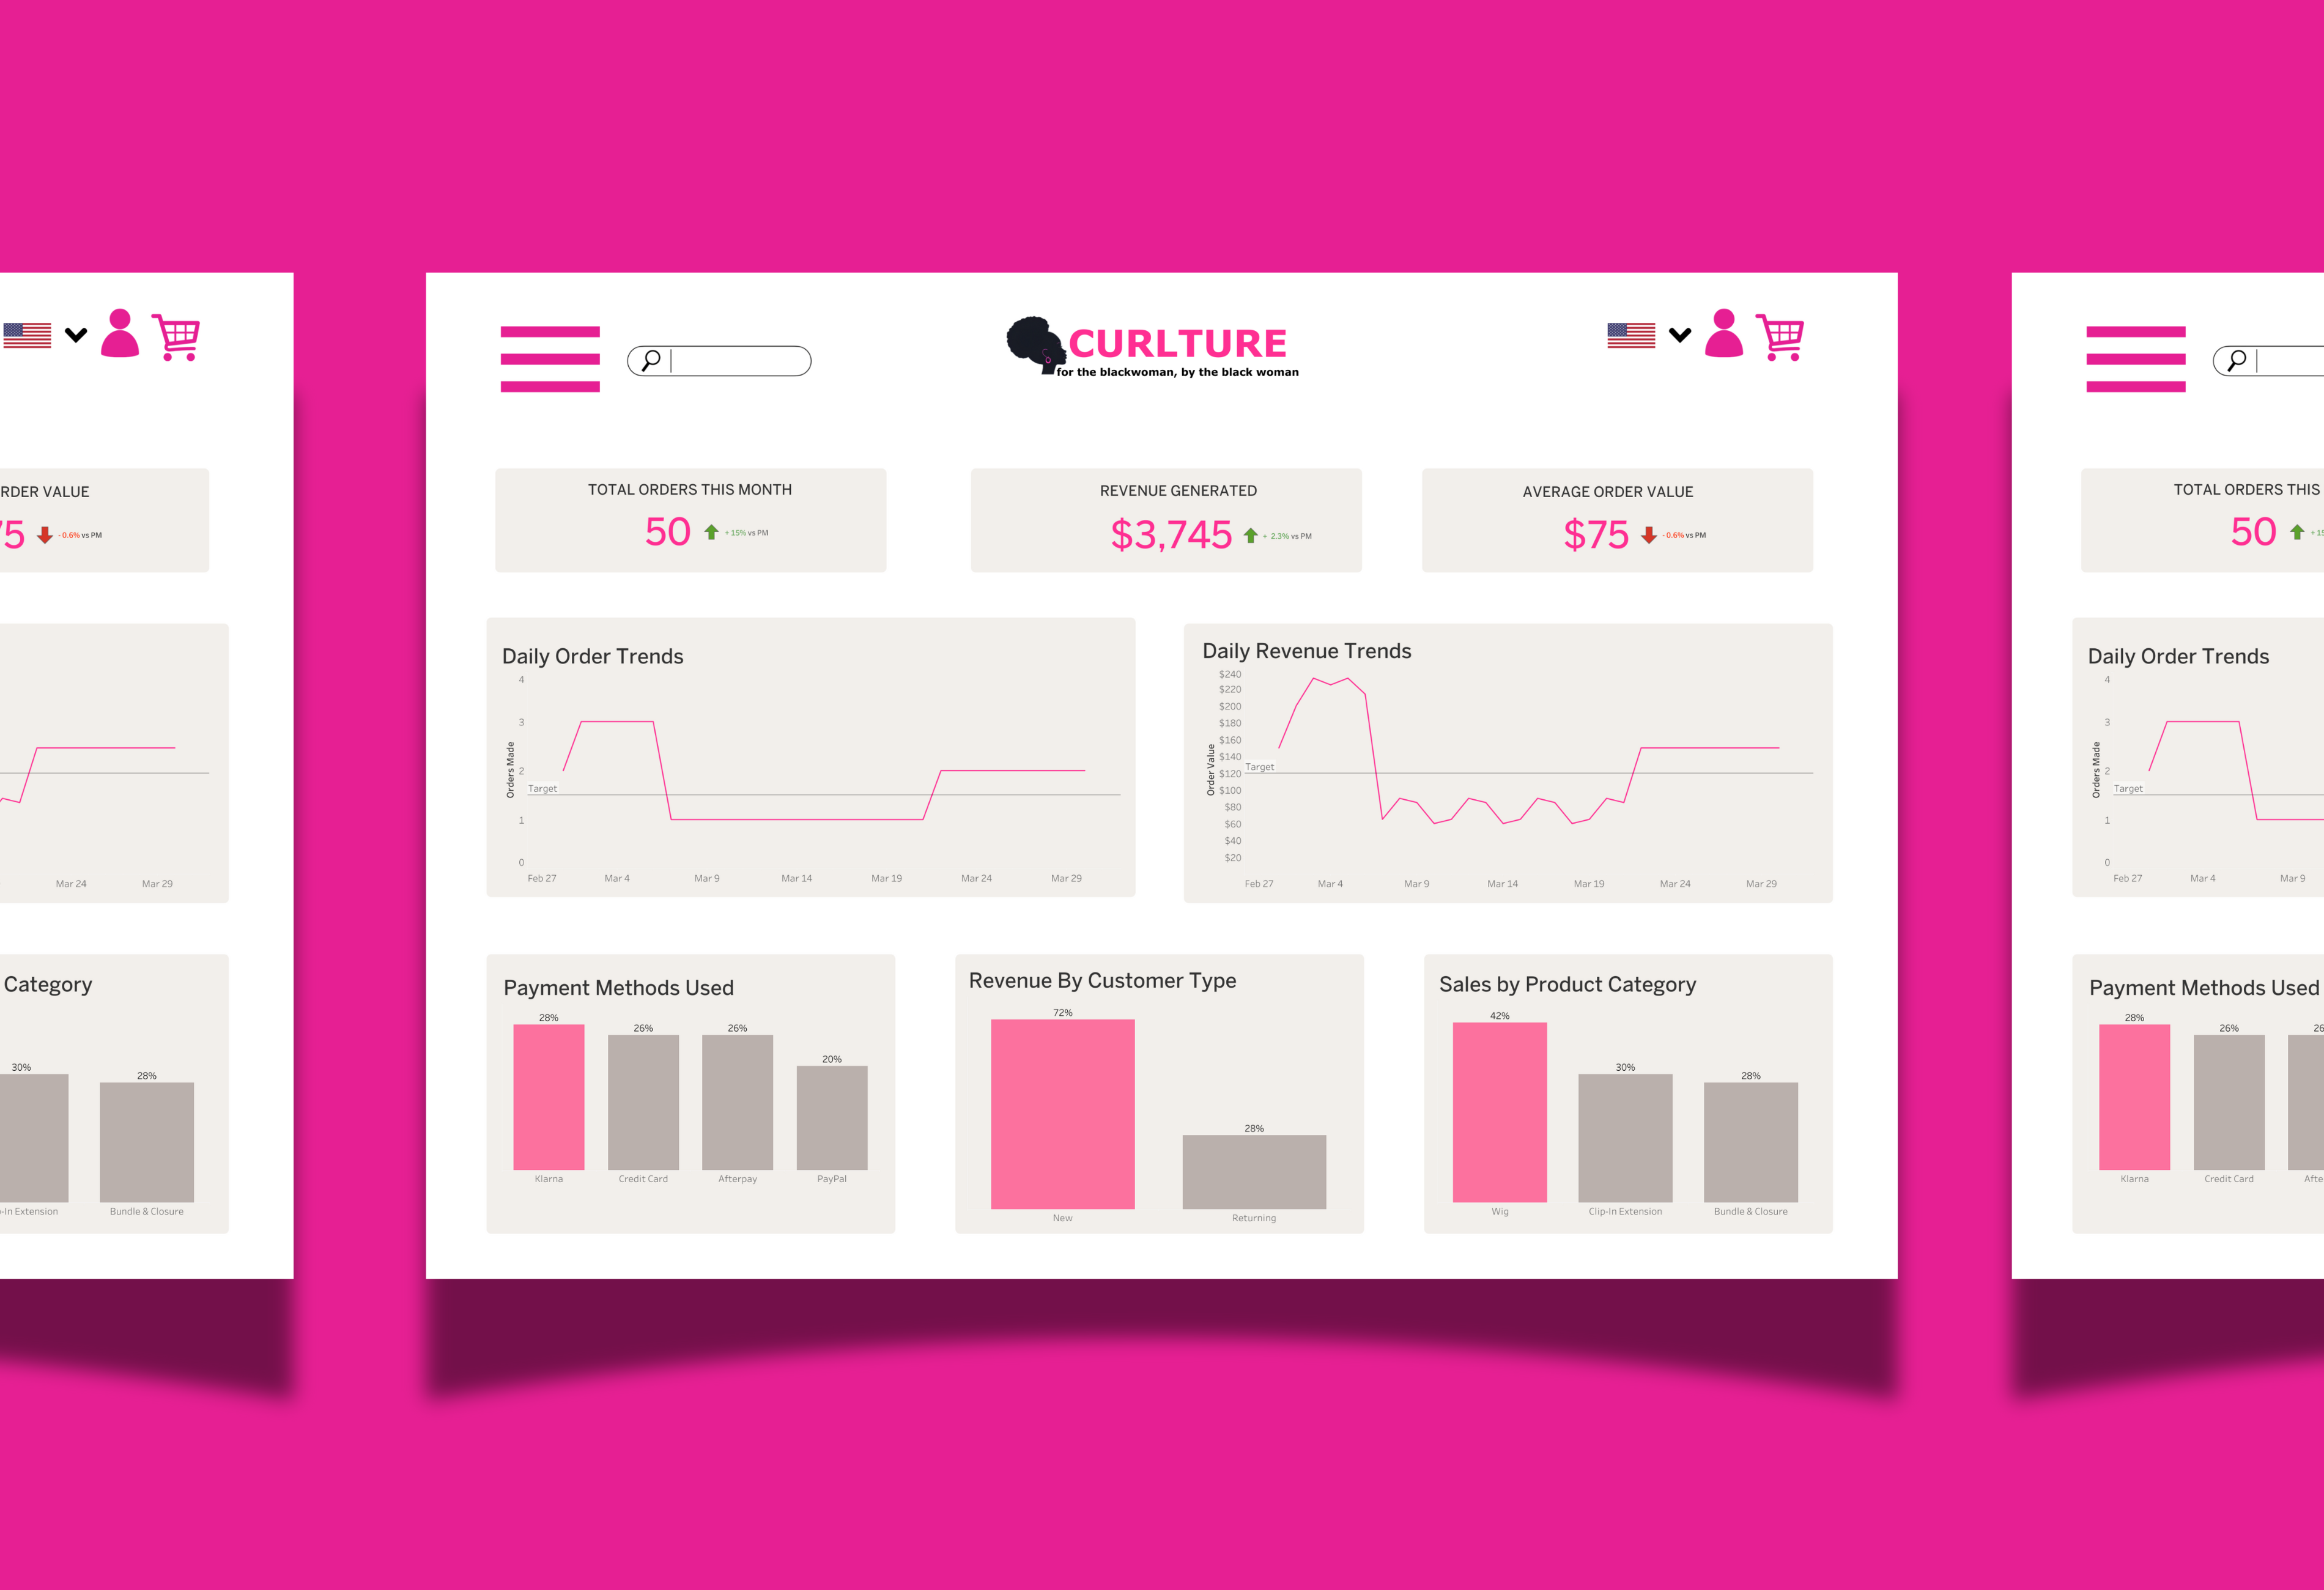 RDER VALUE
75
- 0.6% vs PM
Mar 24 Mar 29
Category
30%
28%
-In Extension Bundle & Closure
CURLTURE
for the blackwoman, by the black woman
TOTAL ORDERS THIS MONTH
50
+ 15% vs PM
REVENUE GENERATED
$3,745
+ 2.3% vs PM
AVERAGE ORDER VALUE
$75
- 0.6% vs PM
Daily Order Trends
4
3
2
1
0
Orders Made
Target
Feb 27 Mar 4 Mar 9 Mar 14 Mar 19 Mar 24 Mar 29
Daily Revenue Trends
$240
$220
$200
$180
$160
$140
$120
$100
$80
$60
$40
$20
Order Value
Target
Feb 27 Mar 4 Mar 9 Mar 14 Mar 19 Mar 24 Mar 29
Payment Methods Used
28%
26%
26%
20%
Klarna Credit Card Afterpay PayPal
Revenue By Customer Type
72%
28%
New Returning
Sales by Product Category
42%
30%
28%
Wig Clip-In Extension Bundle & Closure
TOTAL ORDERS THIS
50
+ 15
Daily Order Trends
4
3
2
1
0
Orders Made
Target
Feb 27 Mar 4 Mar 9
Payment Methods Used
28%
26%
26
Klarna Credit Card Afte